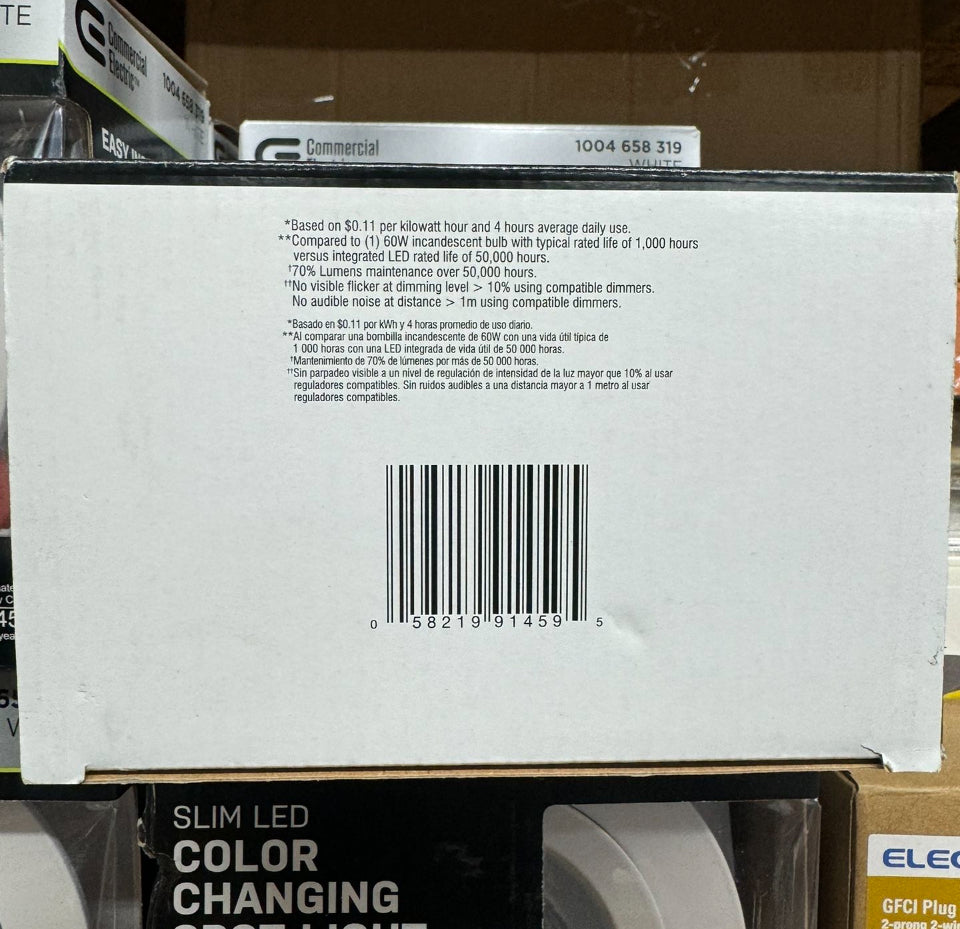 TE
Commercial
Electric™
1004 658
EASY
Commercial
1004 658 319
WHITE
*Based on $0.11 per kilowatt hour and 4 hours average daily use.
**Compared to (1) 60W incandescent bulb with typical rated life of 1,000 hours
versus integrated LED rated life of 50,000 hours.
†70% Lumens maintenance over 50,000 hours.
††No visible flicker at dimming level > 10% using compatible dimmers.
No audible noise at distance > 1m using compatible dimmers.
*Basado en $0.11 por kWh y 4 horas promedio de uso diario.
**Al comparar una bombilla incandescente de 60W con una vida útil típica de
1 000 horas con una LED integrada de vida útil de 50 000 horas.
†Mantenimiento de 70% de lúmenes por más de 50 000 horas.
††Sin parpadeo visible a un nivel de regulación de intensidad de la luz mayor que 10% al usar
reguladores compatibles. Sin ruidos audibles a una distancia mayor a 1 metro al usar
reguladores compatibles.
0 58219 91459 5
45
SLIM LED
COLOR
CHANGING
SPOT LIGHT
ELEC
GFCI Plug
2-prong 2-wi